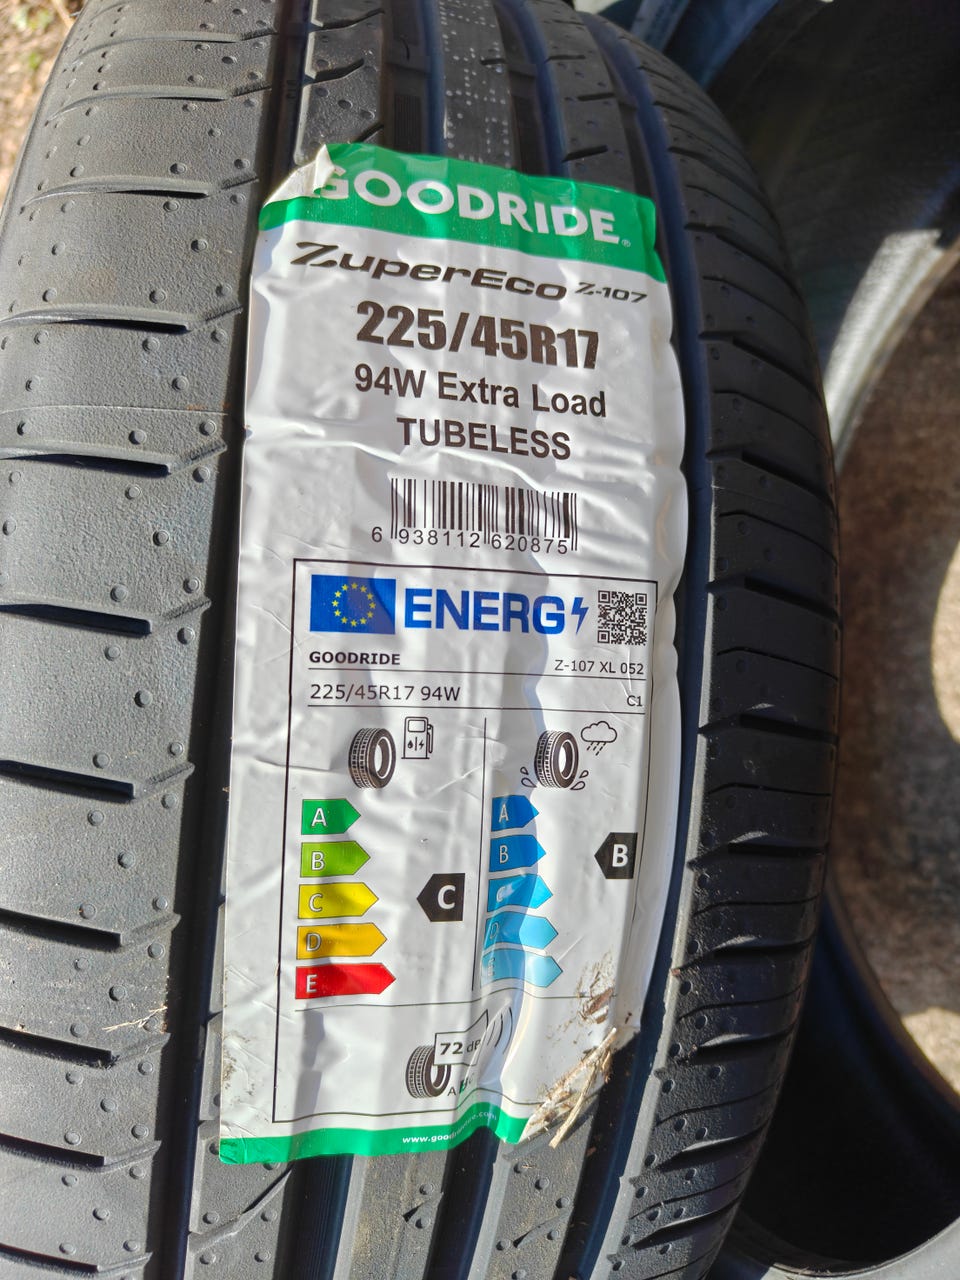 GOODRIDE®
ZuperEco Z-107
225/45R17
94W Extra Load
TUBELESS
6 938112 620875
ENERG
GOODRIDE Z-107 XL 052
225/45R17 94W C1
A A
B B B
C C C
D D
E E
72 dB
A B